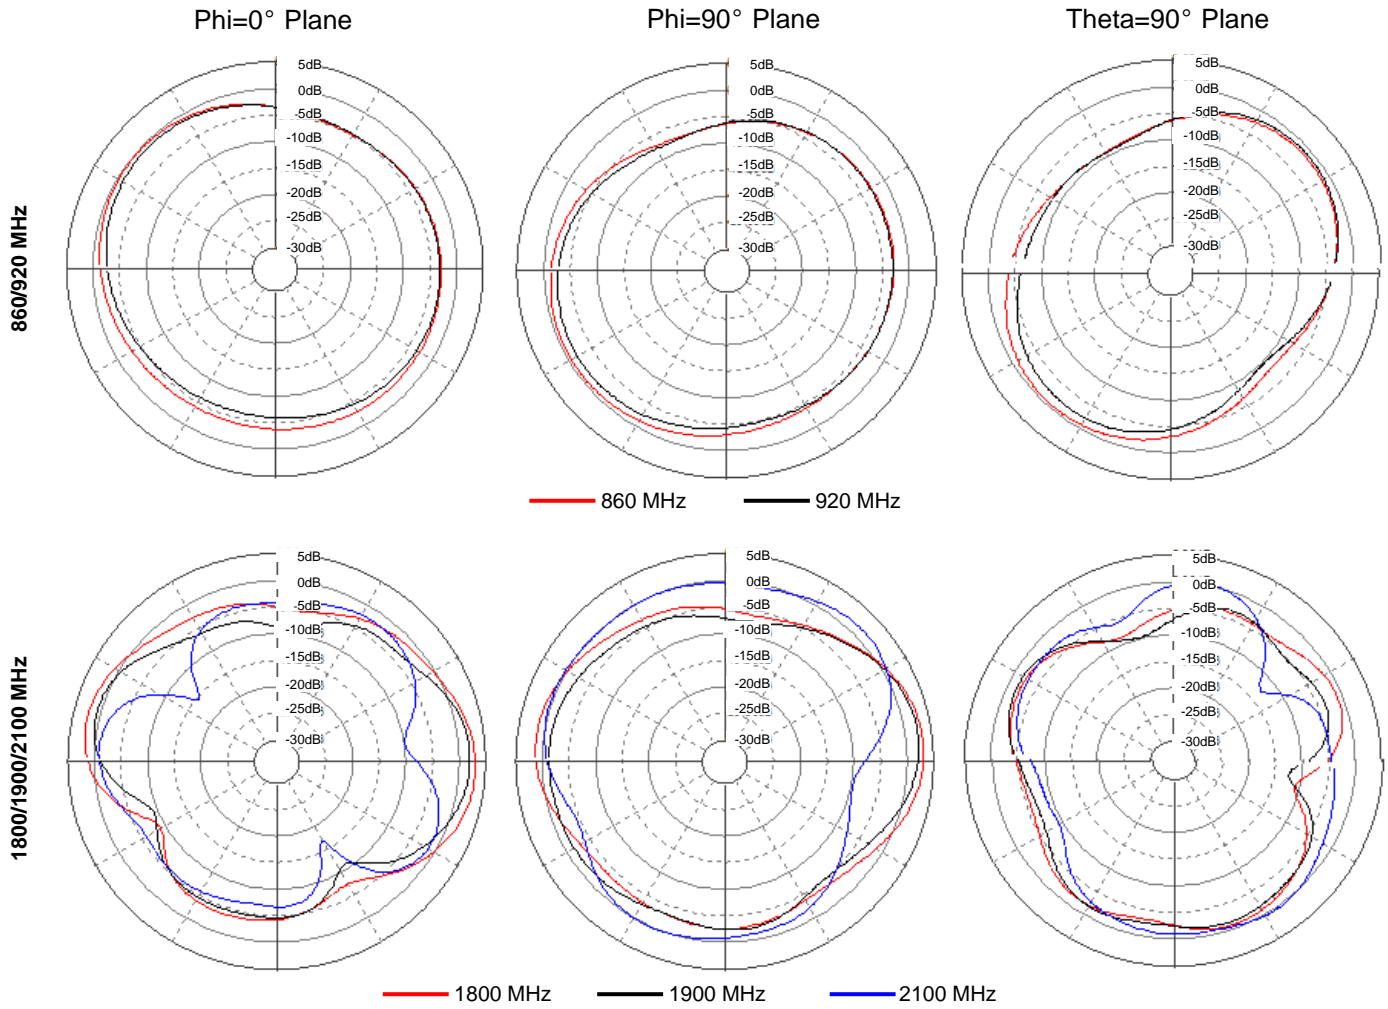 Phi=0° Plane
Phi=90° Plane
Theta=90° Plane
860/920 MHz
5dB
0dB
-5dB
-10dB
-15dB
-20dB
-25dB
-30dB
5dB
0dB
-5dB
-10dB
-15dB
-20dB
-25dB
-30dB
5dB
0dB
-5dB
-10dB
-15dB
-20dB
-25dB
-30dB
860 MHz
920 MHz
1800/1900/2100 MHz
5dB
0dB
-5dB
-10dB
-15dB
-20dB
-25dB
-30dB
5dB
0dB
-5dB
-10dB
-15dB
-20dB
-25dB
-30dB
5dB
0dB
-5dB
-10dB
-15dB
-20dB
-25dB
-30dB
1800 MHz
1900 MHz
2100 MHz